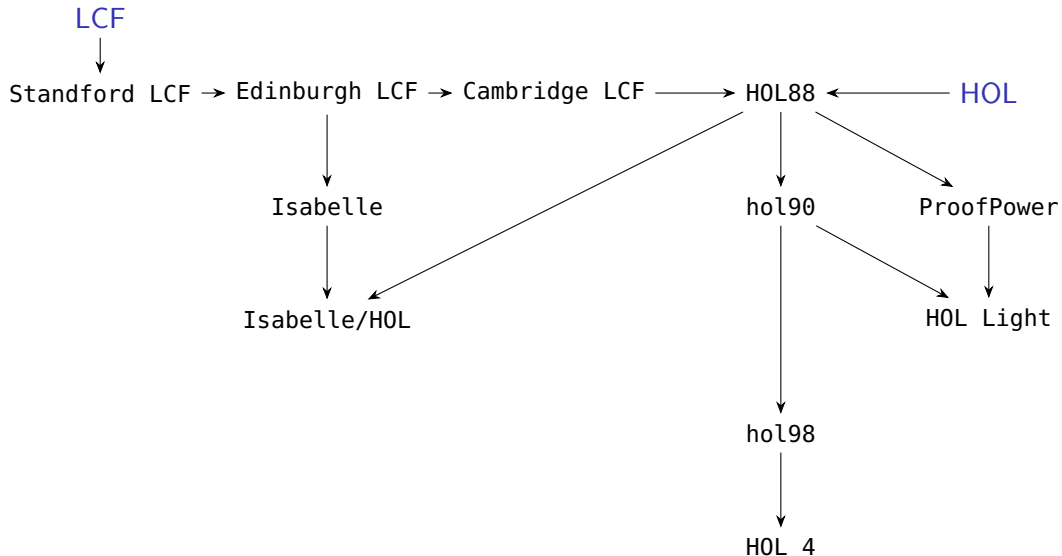 LCF
Standford LCF
Edinburgh LCF
Cambridge LCF
HOL88
HOL
Isabelle
hol90
ProofPower
Isabelle/HOL
HOL Light
hol98
HOL 4